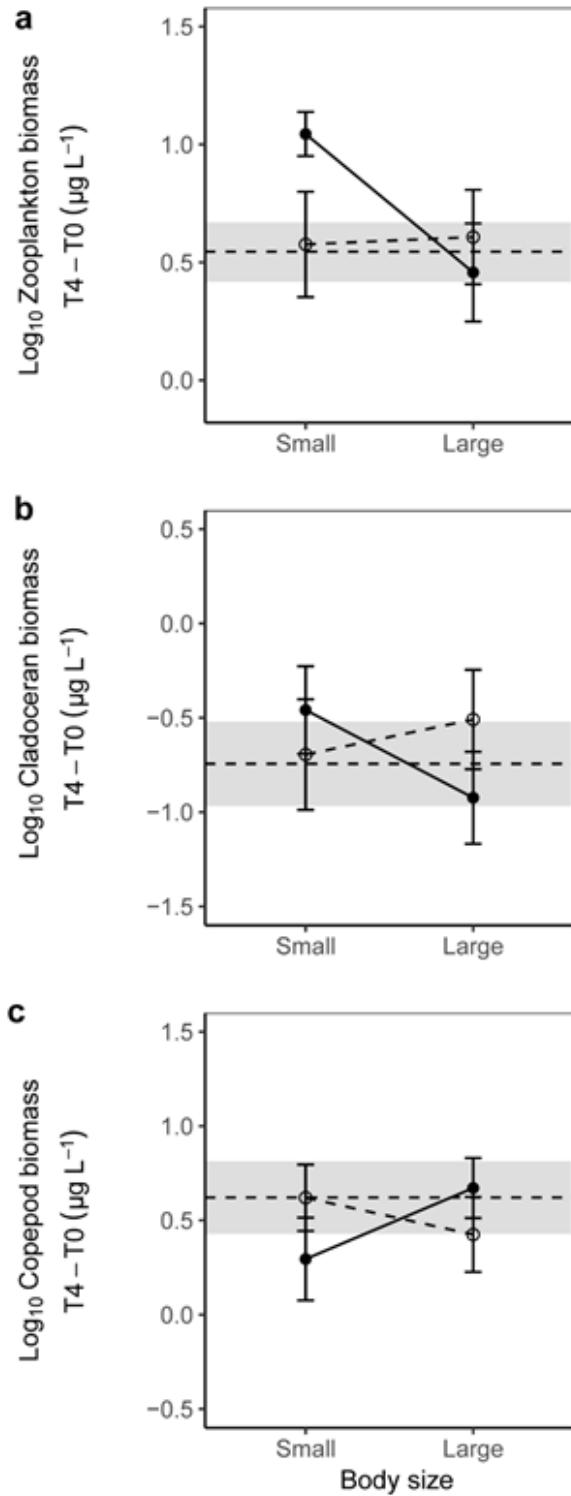 a
Log₁₀ Zooplankton biomass
T4 – T0 (µg L⁻¹)
1.5
1.0
0.5
0.0
Small Large
b
Log₁₀ Cladoceran biomass
T4 – T0 (µg L⁻¹)
0.5
0.0
−0.5
−1.0
−1.5
Small Large
c
Log₁₀ Copepod biomass
T4 – T0 (µg L⁻¹)
1.5
1.0
0.5
0.0
−0.5
Small Large
Body size